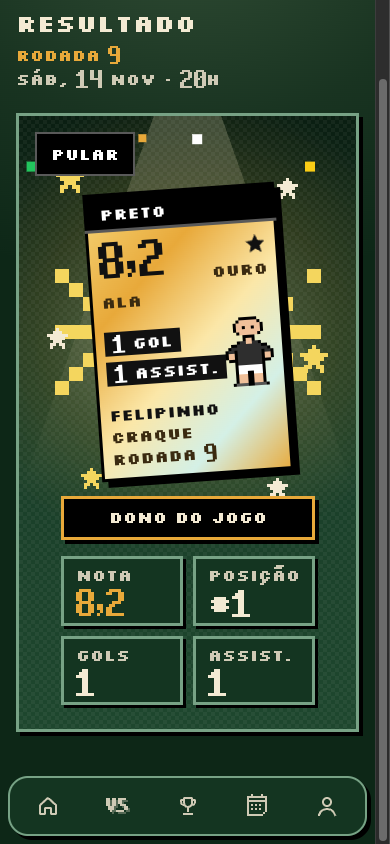 RESULTADO
RODADA 9
SÁB, 14 NOV · 20H
PULAR
PRETO
8,2
OURO
ALA
1 GOL
1 ASSIST.
FELIPINHO
CRAQUE
RODADA 9
DONO DO JOGO
NOTA
8,2
POSIÇÃO
#1
GOLS
1
ASSIST.
1
VS